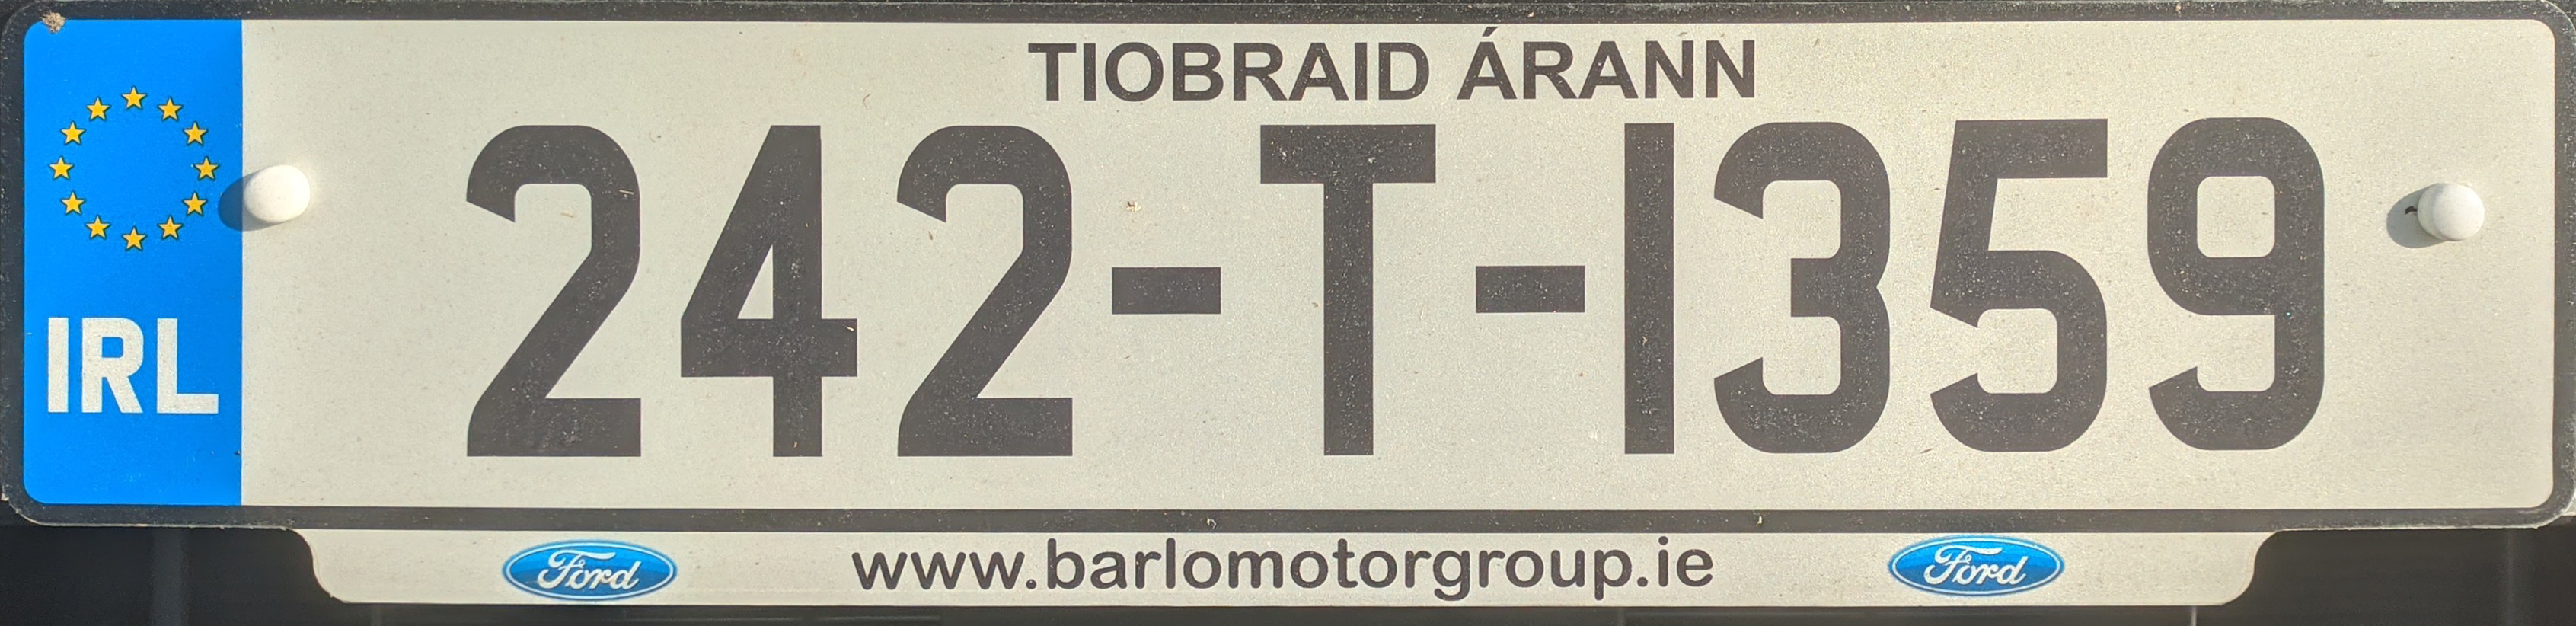 TIOBRAID ÁRANN
IRL
242-T-1359
Ford www.barlomotorgroup.ie Ford